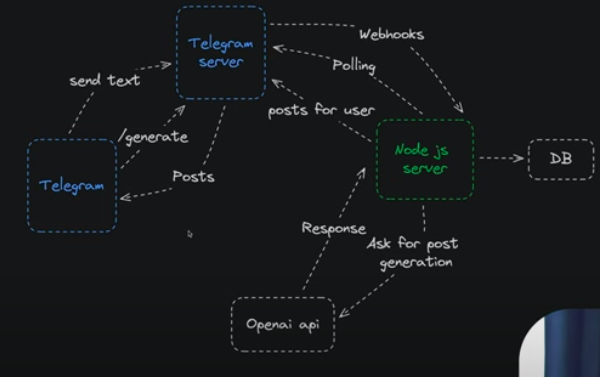 Telegram
server
Webhooks
Polling
send text
posts for user
/generate
Node js
server
DB
Telegram
Posts
Response
Ask for post
generation
Openai api